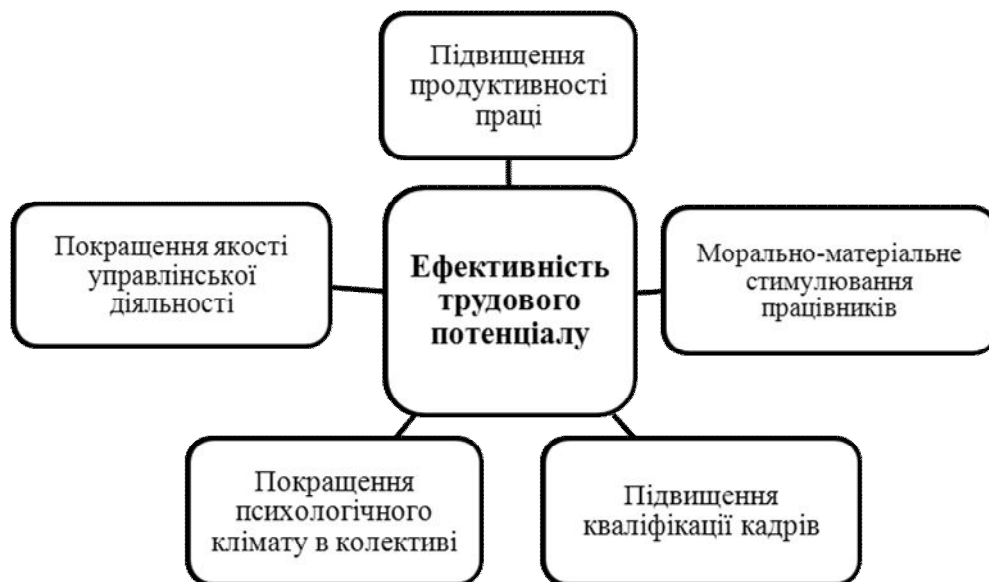 Підвищення
продуктивності
праці
Покращення якості
управлінської
діяльності
Ефективність
трудового
потенціалу
Морально-матеріальне
стимулювання
працівників
Покращення
психологічного
клімату в колективі
Підвищення
кваліфікації кадрів